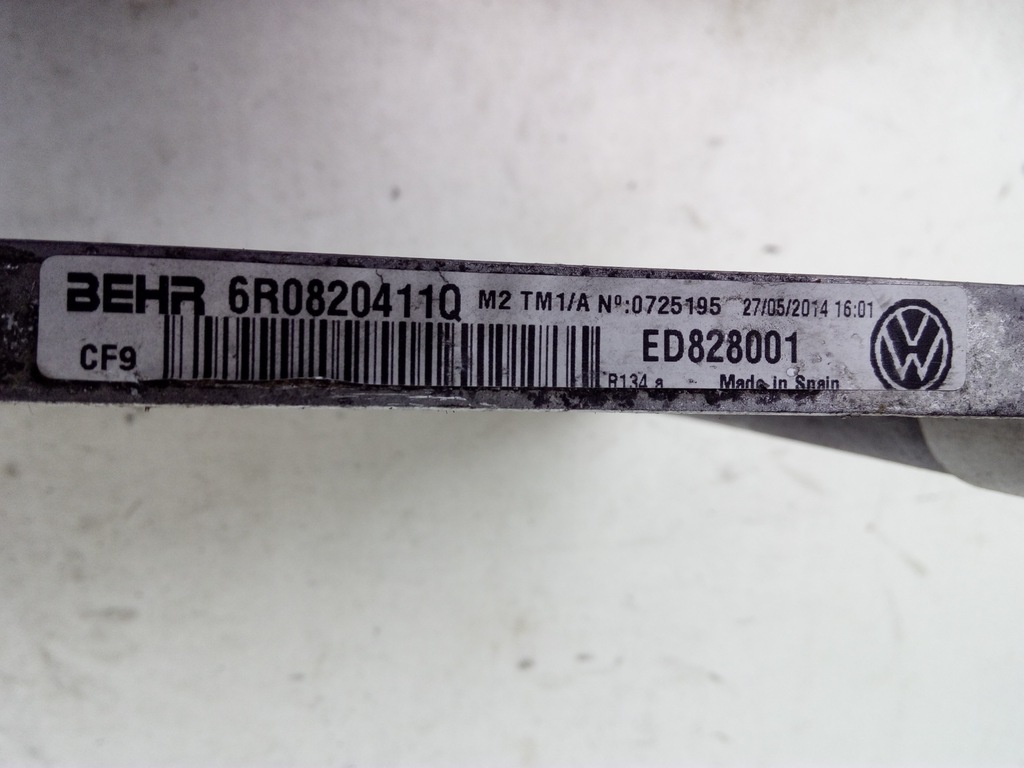 BEHR 6R0820411Q M2 TM1/A Nº:0725195 27/05/2014 16:01
CF9 ED828001
R134 a Made in Spain